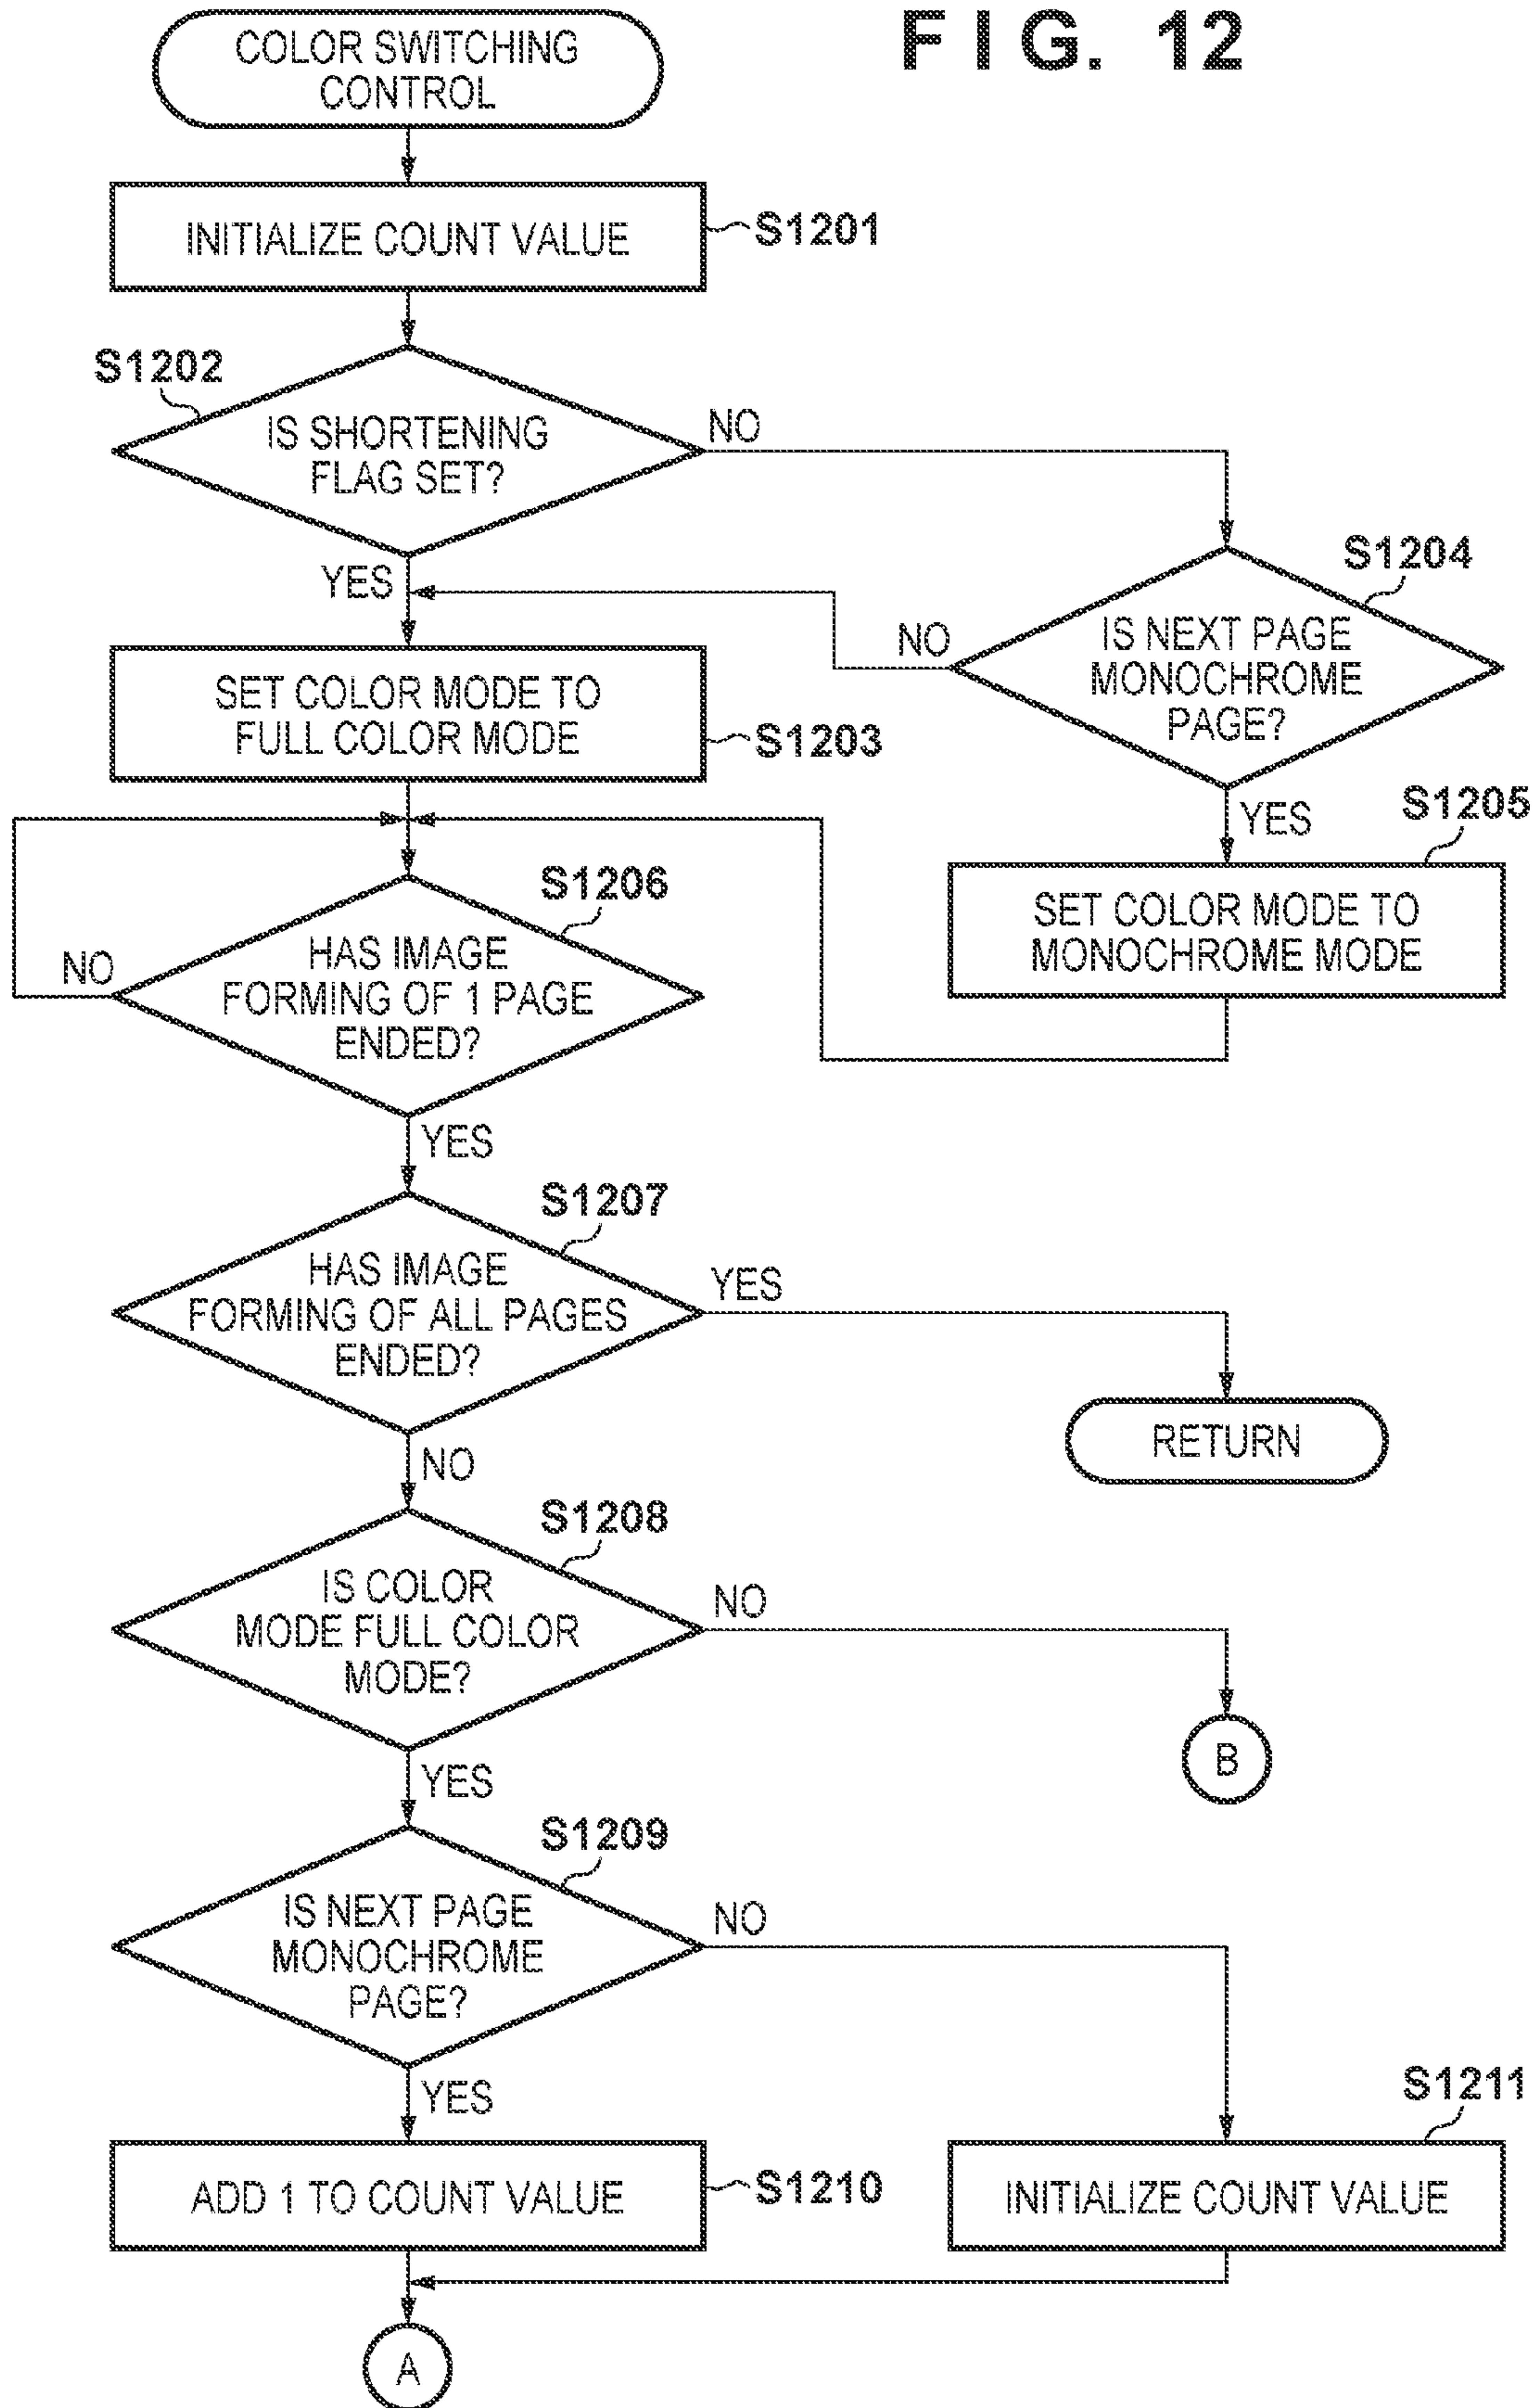 FIG. 12
COLOR SWITCHING
CONTROL
INITIALIZE COUNT VALUE
S1201
S1202
IS SHORTENING
FLAG SET?
NO
YES
S1204
IS NEXT PAGE
MONOCHROME
PAGE?
NO
SET COLOR MODE TO
FULL COLOR MODE
S1203
YES
S1205
SET COLOR MODE TO
MONOCHROME MODE
S1206
HAS IMAGE
FORMING OF 1 PAGE
ENDED?
NO
YES
S1207
HAS IMAGE
FORMING OF ALL PAGES
ENDED?
YES
RETURN
NO
S1208
IS COLOR
MODE FULL COLOR
MODE?
NO
B
YES
S1209
IS NEXT PAGE
MONOCHROME
PAGE?
NO
YES
S1211
ADD 1 TO COUNT VALUE
S1210
INITIALIZE COUNT VALUE
A